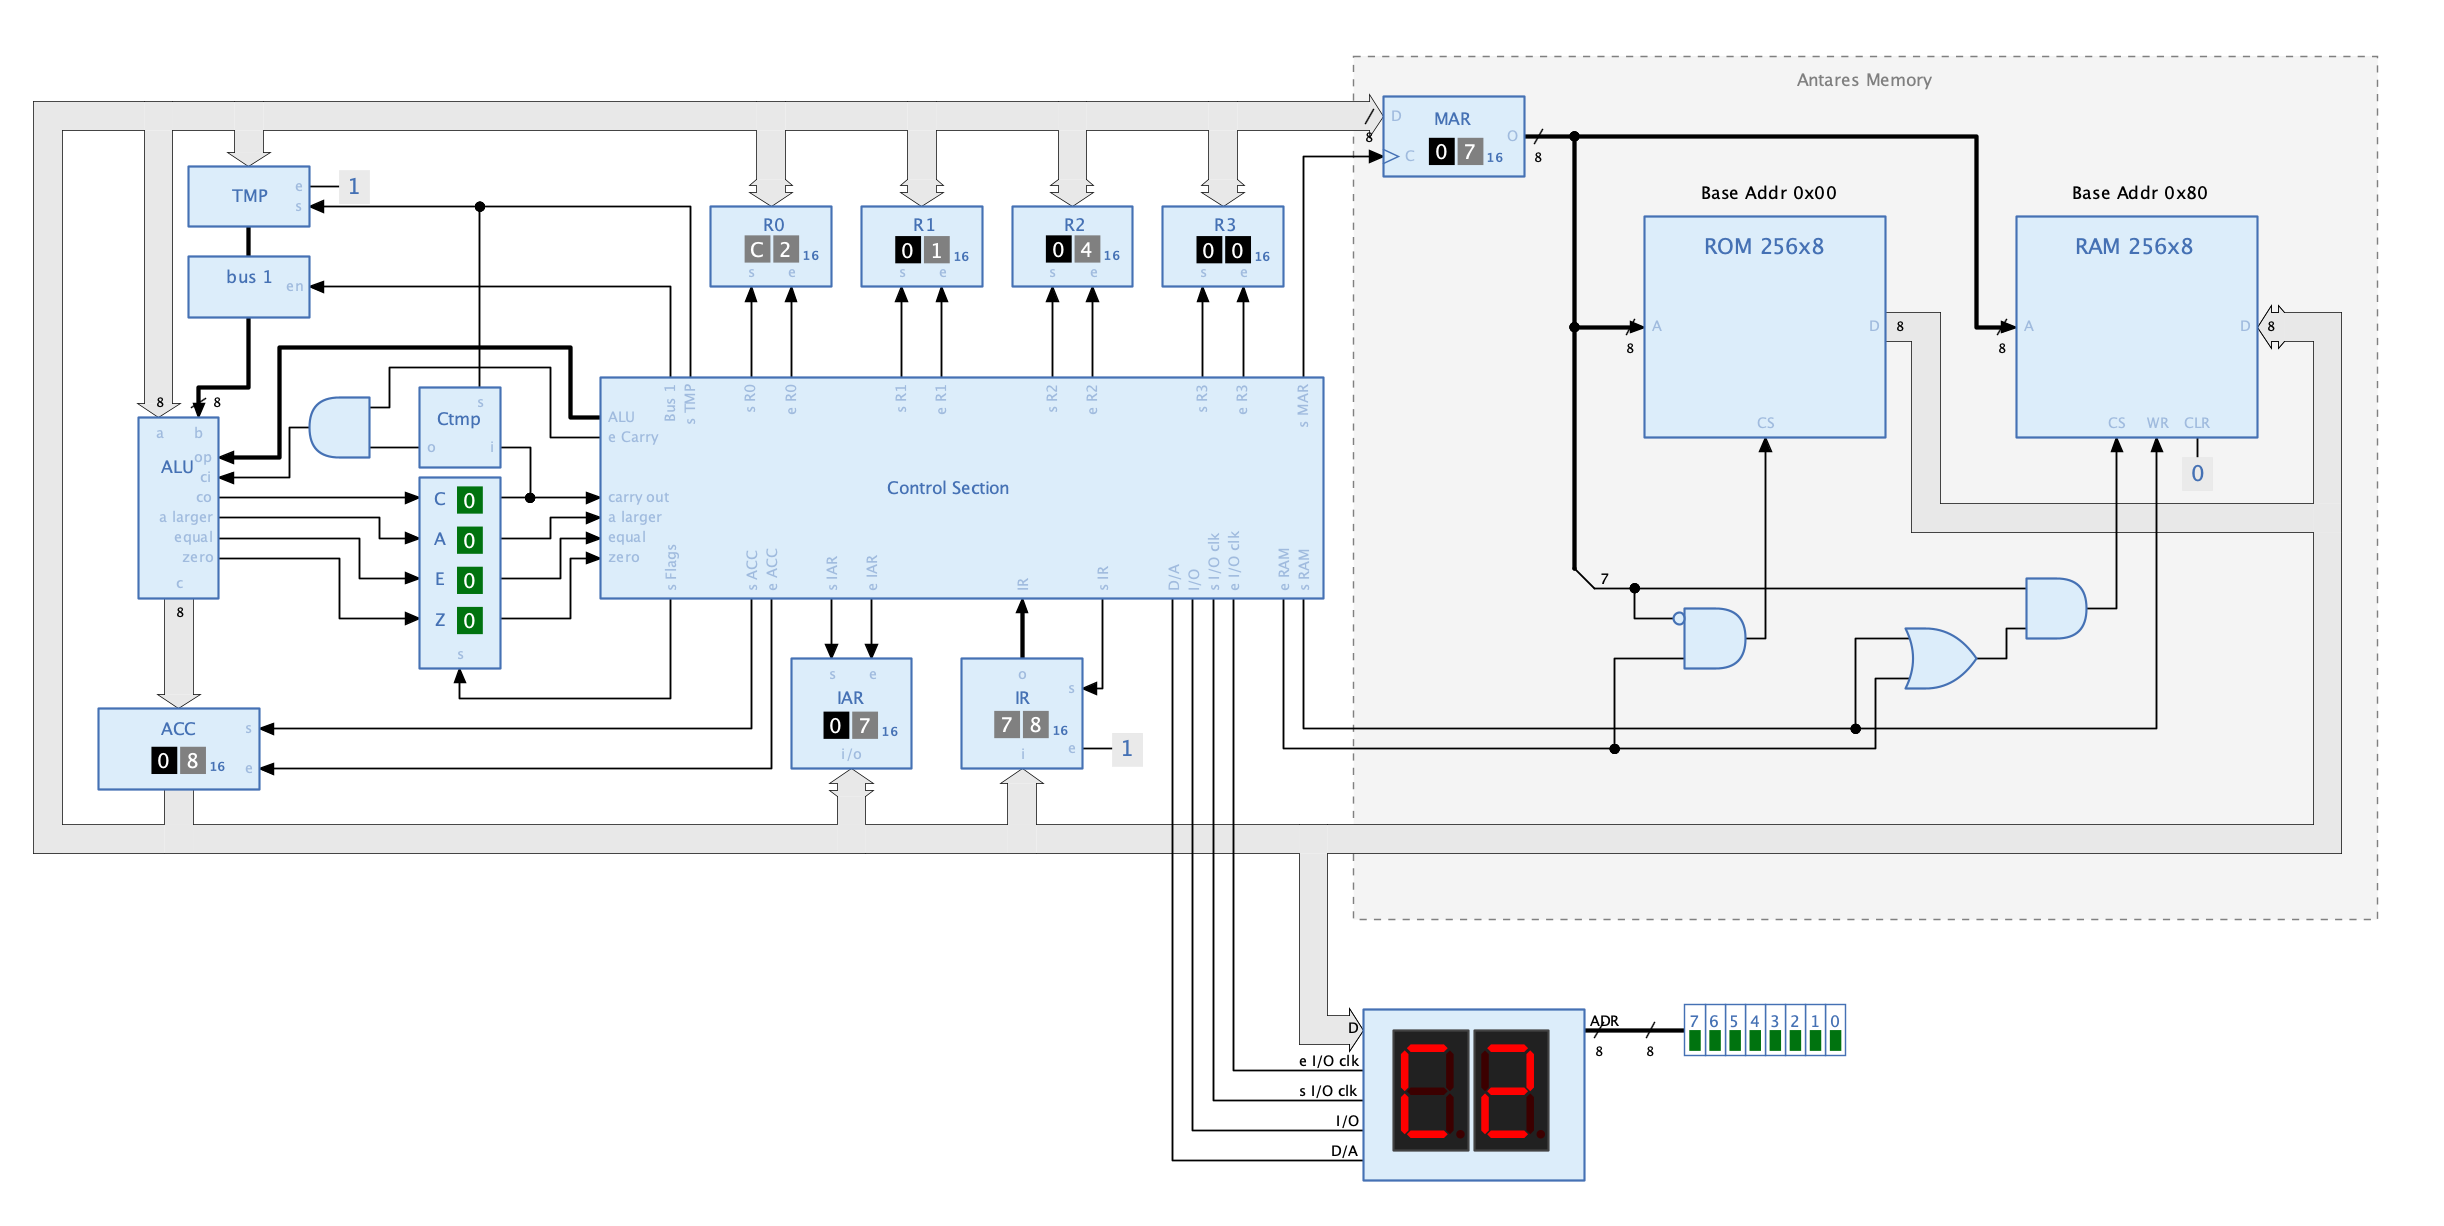 Antares Memory
D
MAR
O
8
C
0 7 16
8
TMP
e
s
1
Base Addr 0x00
Base Addr 0x80
R0
C 2 16
s e
R1
0 1 16
s e
R2
0 4 16
s e
R3
0 0 16
s e
ROM 256x8
RAM 256x8
bus 1
en
A
8
D
8
A
8
D
8
8
8
a b
ALU
op
ci
co
a larger
equal
zero
c
8
s
Ctmp
o i
C 0
A 0
E 0
Z 0
s
Bus 1
s TMP
s R0
e R0
s R1
e R1
s R2
e R2
s R3
e R3
s MAR
ALU
e Carry
Control Section
carry out
a larger
equal
zero
s Flags
s ACC
e ACC
s IAR
e IAR
IR
s IR
D/A
I/O
s I/O clk
e I/O clk
e RAM
s RAM
CS
CS
WR
CLR
0
7
ACC
s
0 8 16
e
s e
IAR
0 7 16
i/o
o
s
IR
7 8 16
i
e
1
D
e I/O clk
s I/O clk
I/O
D/A
C2
ADR
8
8
7 6 5 4 3 2 1 0